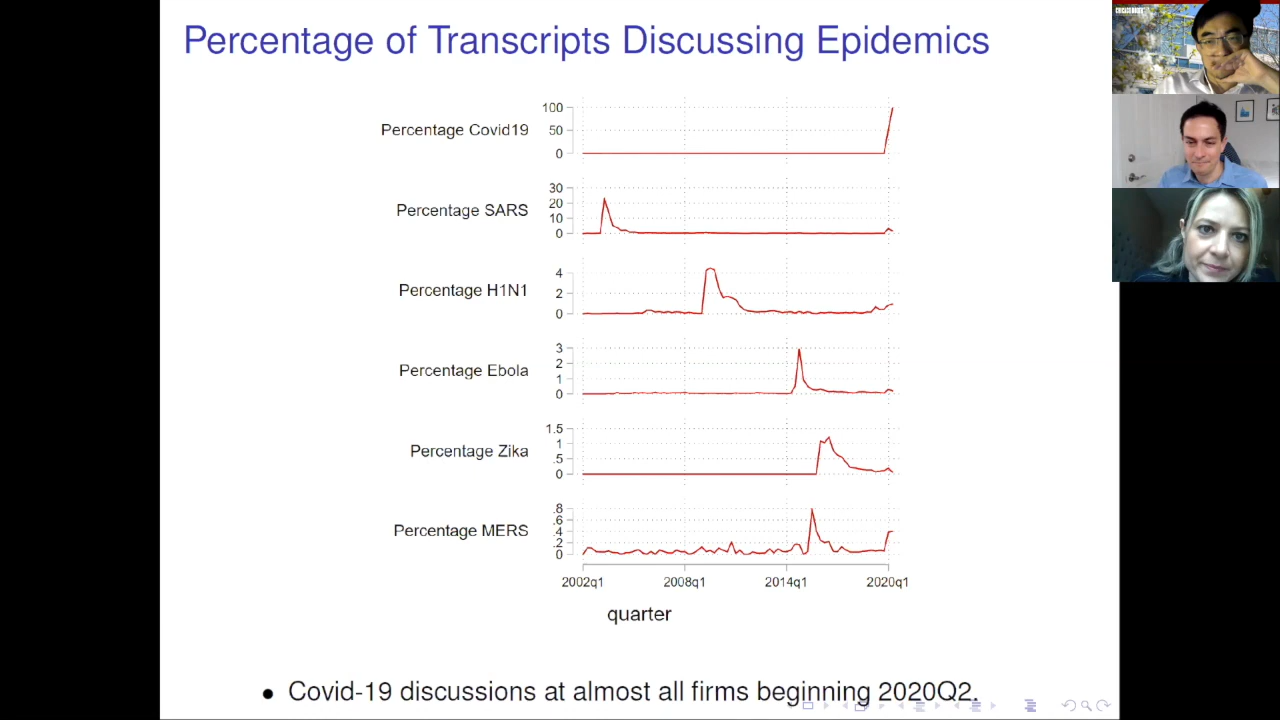 Percentage of Transcripts Discussing Epidemics
Percentage Covid19
100
50
0
Percentage SARS
30
20
10
0
Percentage H1N1
4
2
0
Percentage Ebola
3
2
1
0
Percentage Zika
1.5
1
.5
0
Percentage MERS
.8
.6
.4
.2
0
2002q1 2008q1 2014q1 2020q1
quarter
• Covid-19 discussions at almost all firms beginning 2020Q2.